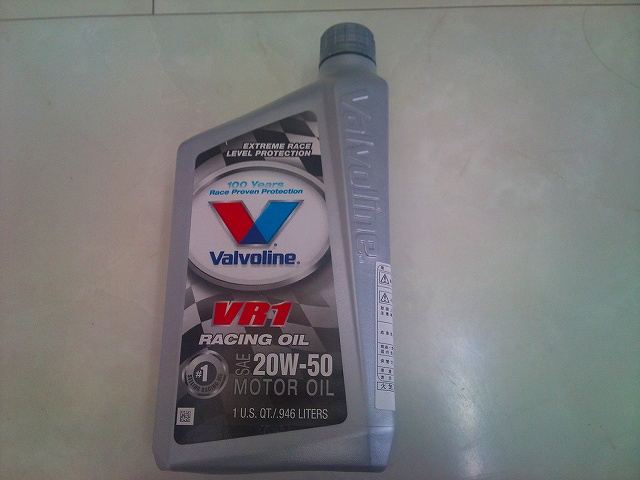 EXTREME RACE
LEVEL PROTECTION
100 Years
Race Proven Protection
Valvoline
Valvoline
VR1
RACING OIL
#1
SAE 20W-50
MOTOR OIL
1 U.S. QT./.946 LITERS